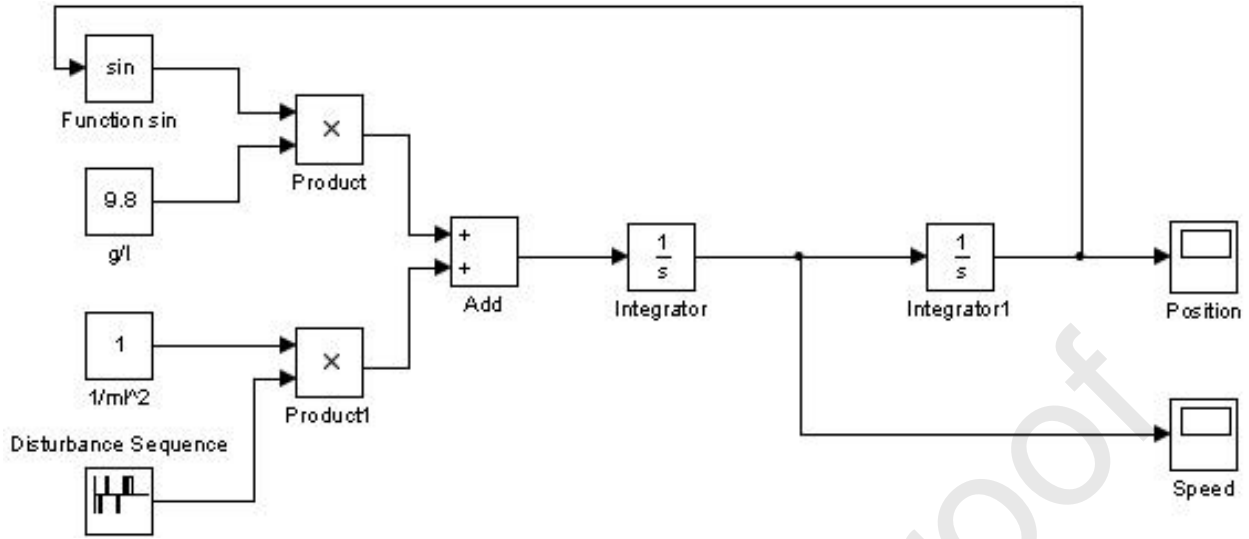 sin
Function sin
×
Product
9.8
g/l
+
+
Add
1
s
Integrator
1
s
Integrator1
Position
1
1/ml^2
×
Product1
Disturbance Sequence
Speed
roof